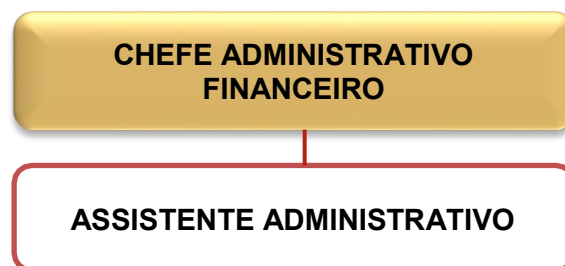 CHEFE ADMINISTRATIVO
FINANCEIRO
ASSISTENTE ADMINISTRATIVO